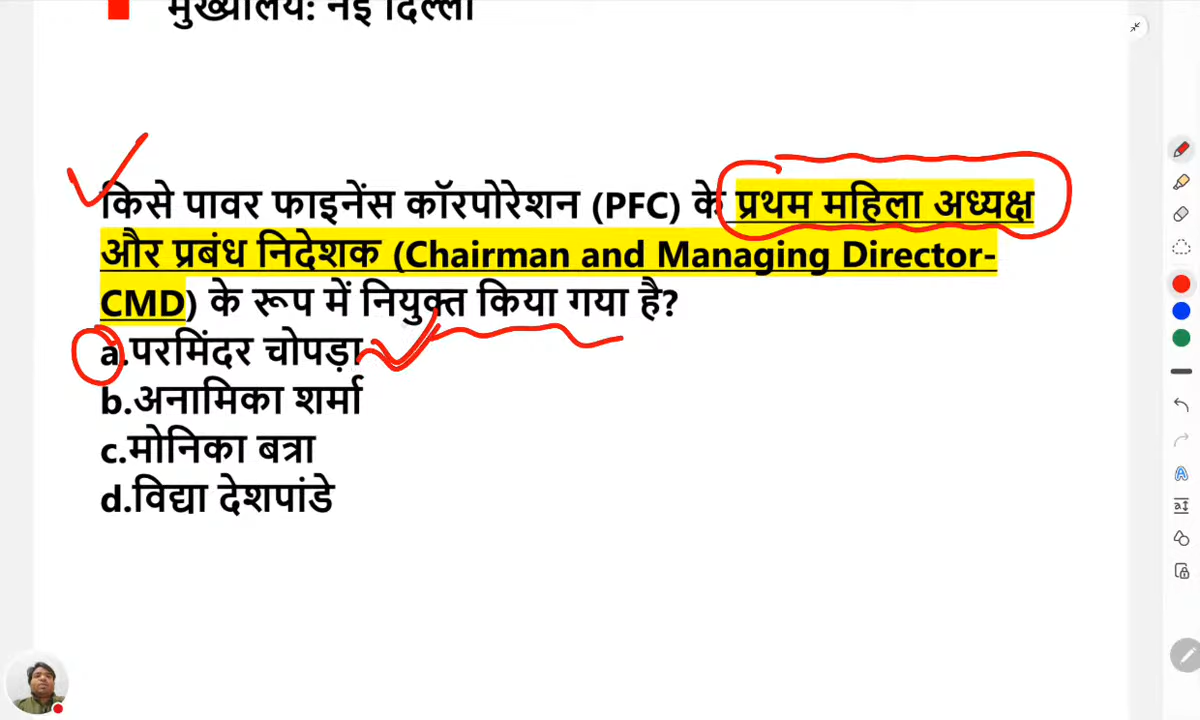 मुख्यालय: नई दिल्ली
किसे पावर फाइनेंस कॉरपोरेशन (PFC) के प्रथम महिला अध्यक्ष
और प्रबंध निदेशक (Chairman and Managing Director-
CMD) के रूप में नियुक्त किया गया है?
a.परमिंदर चोपड़ा
b.अनामिका शर्मा
c.मोनिका बत्रा
d.विद्या देशपांडे